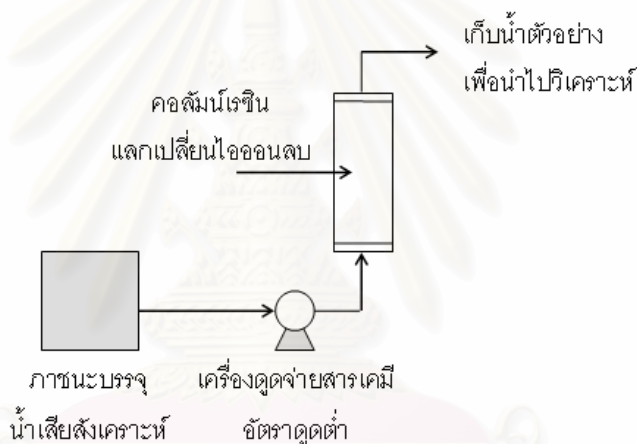 เก็บน้ำตัวอย่าง
เพื่อนำไปวิเคราะห์
คอลัมน์เรซิน
แลกเปลี่ยนไอออนลบ
ภาชนะบรรจุ
น้ำเสียสังเคราะห์
เครื่องดูดจ่ายสารเคมี
อัตราดูดต่ำ